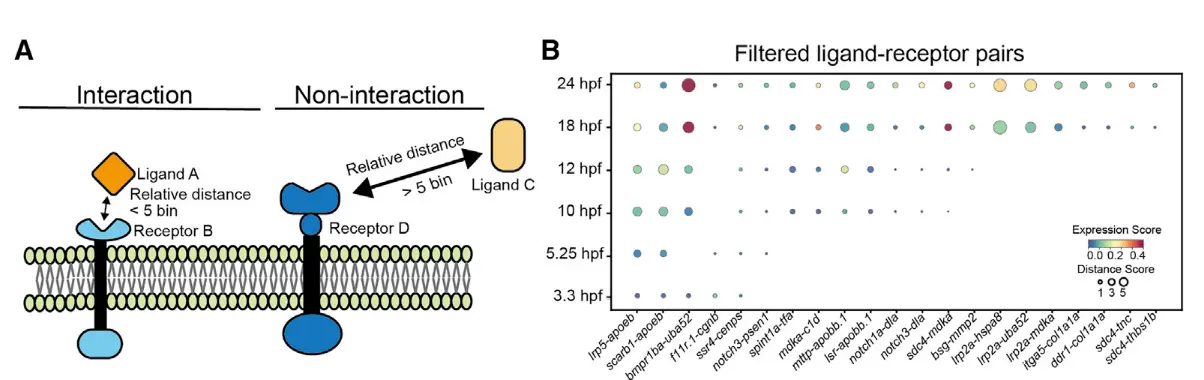 A
Interaction
Non-interaction
Ligand A
Relative distance
< 5 bin
Receptor B
Relative distance
> 5 bin
Ligand C
Receptor D
B
Filtered ligand-receptor pairs
24 hpf
18 hpf
12 hpf
10 hpf
5.25 hpf
3.3 hpf
Expression Score
0.0 0.2 0.4
Distance Score
1 3 5
lrp5-apoeb
scarb1-apoeb
bmpr1ba-uba52
f11r.1-cgnb
ssr4-cenps
notch3-psen1
spint1a-tfa
mdka-c1d
mttp-apobb.1
lsr-apobb.1
notch1a-dla
notch3-dla
sdc4-mdka
bsg-mmp2
lrp2a-hspa8
lrp2a-uba52
lrp2a-mdka
itga5-col1a1a
ddr1-col1a1a
sdc4-tnc
sdc4-thbs1b